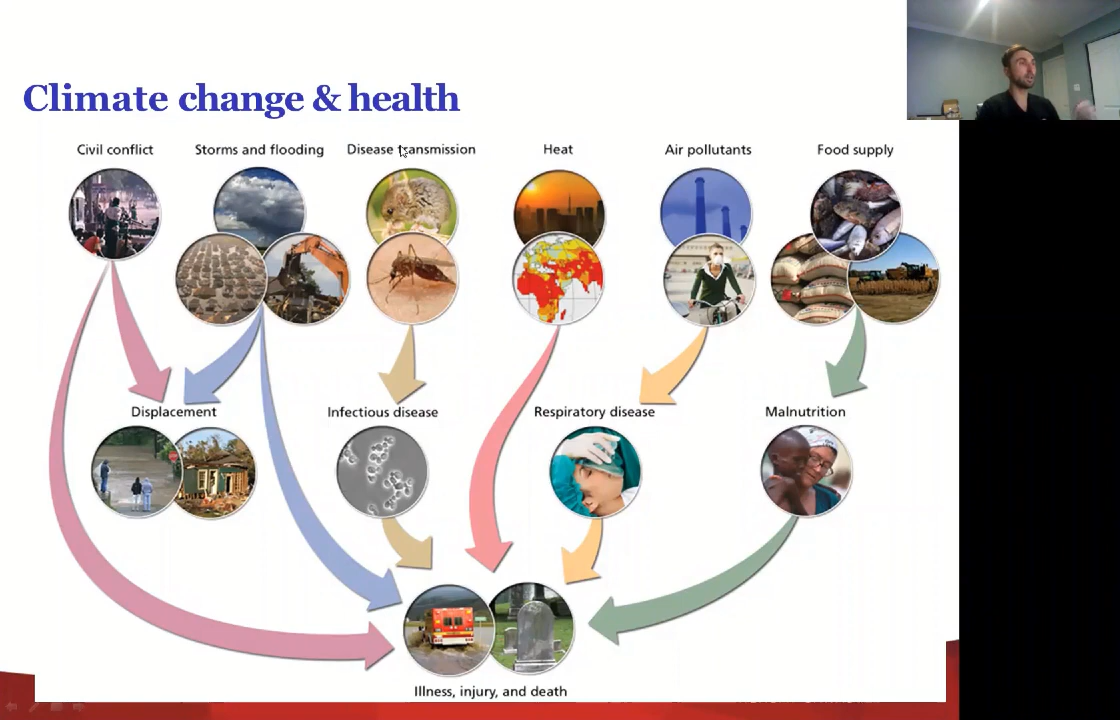 Climate change & health
Civil conflict
Storms and flooding
Disease transmission
Heat
Air pollutants
Food supply
Displacement
Infectious disease
Respiratory disease
Malnutrition
Illness, injury, and death